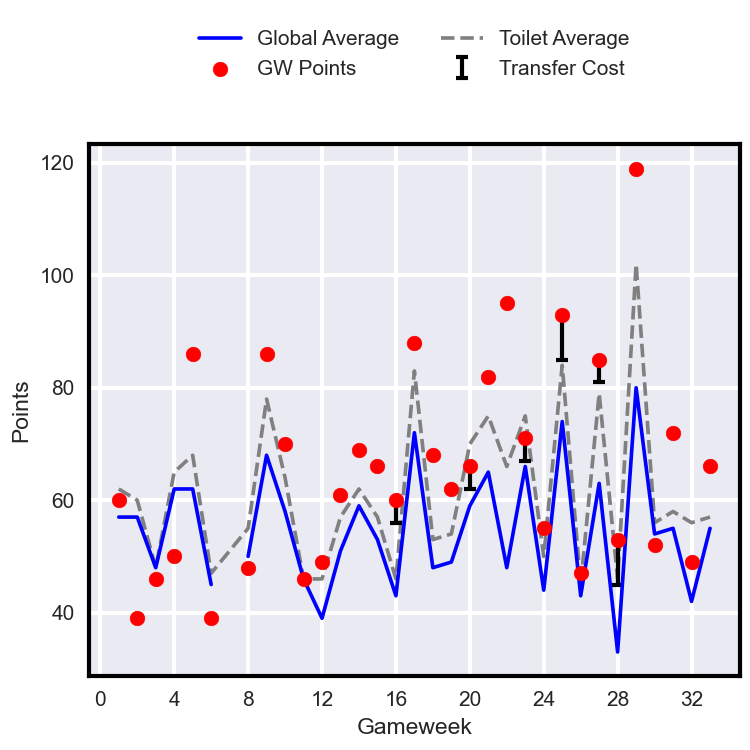 Global Average
GW Points
Toilet Average
Transfer Cost
Points
120
100
80
60
40
0 4 8 12 16 20 24 28 32
Gameweek